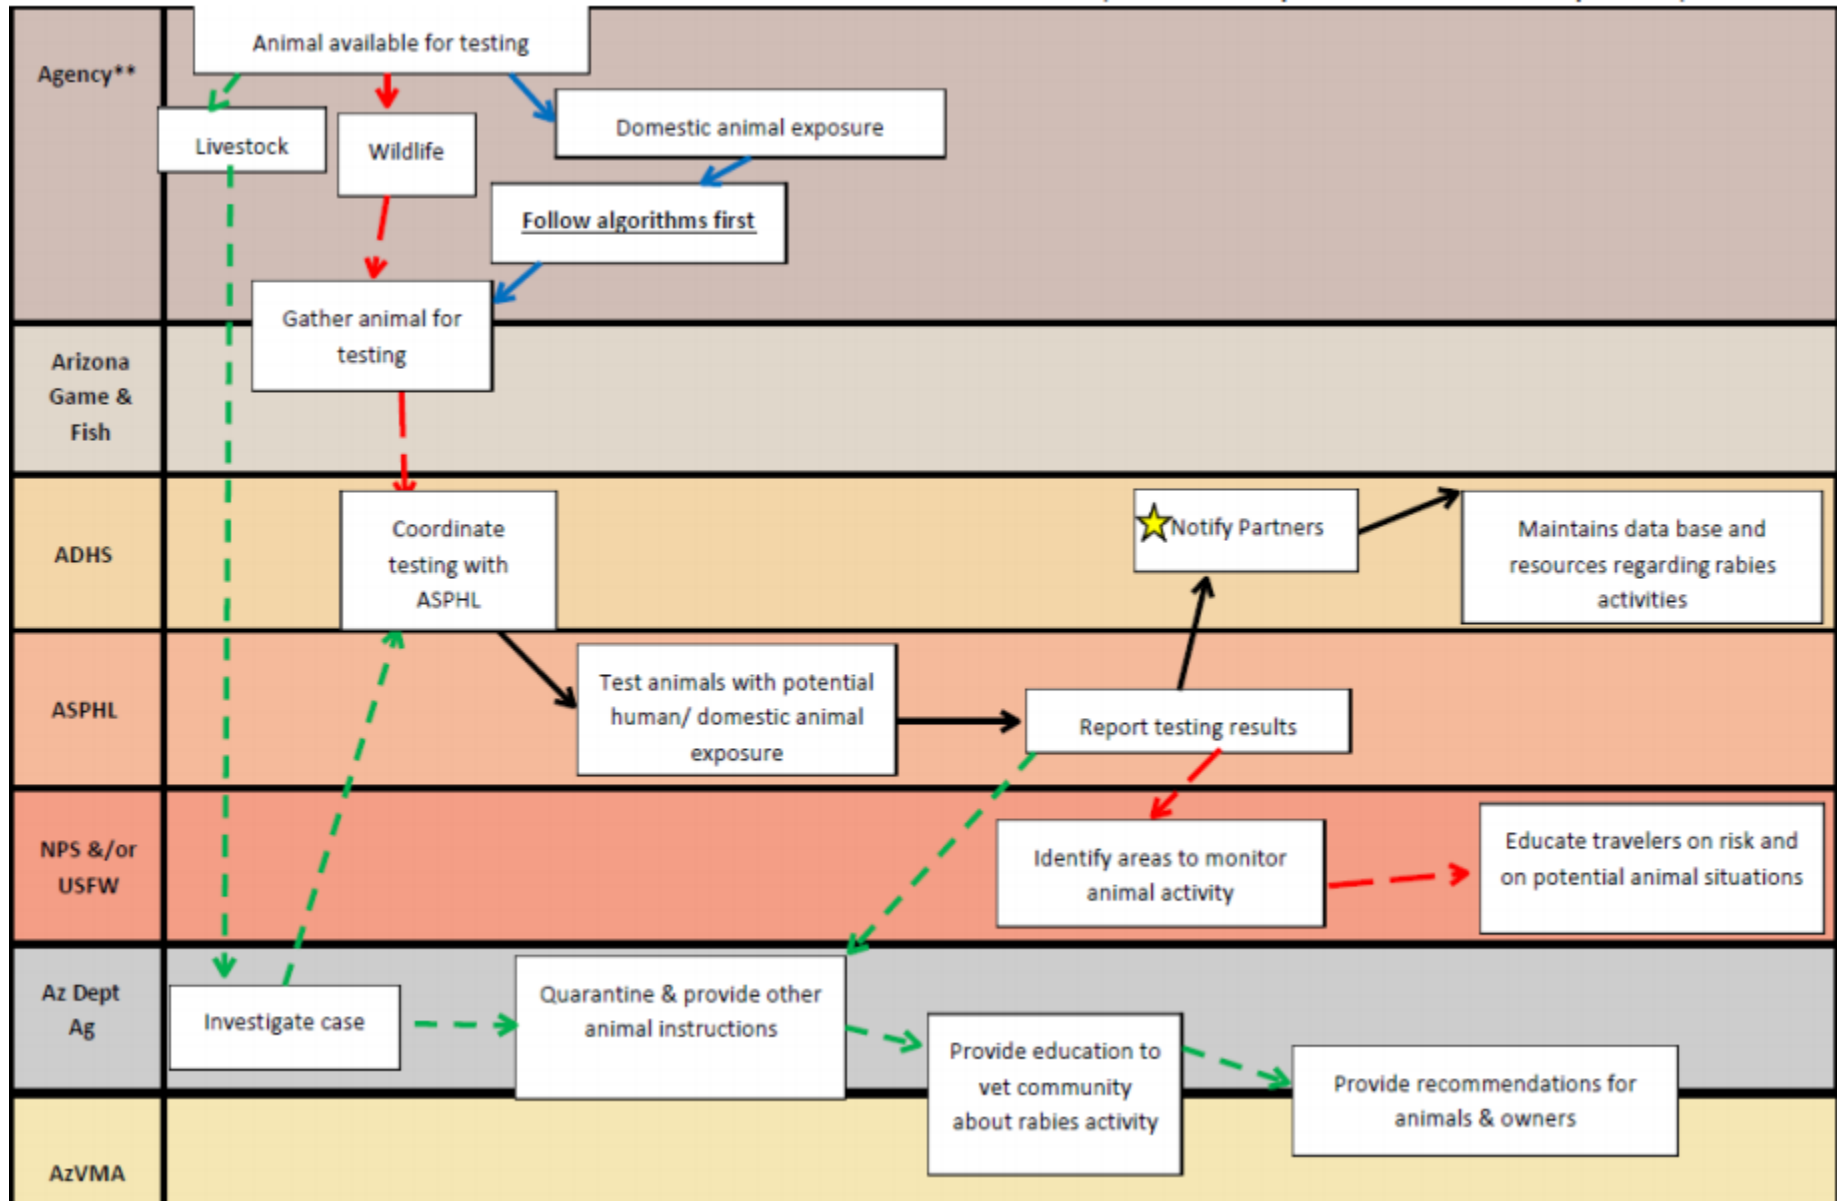 Animal available for testing
Agency**
Livestock
Wildlife
Domestic animal exposure
Follow algorithms first
Gather animal for
testing
Arizona
Game &
Fish
ADHS
Coordinate
testing with
ASPHL
Notify Partners
Maintains data base and
resources regarding rabies
activities
ASPHL
Test animals with potential
human/ domestic animal
exposure
Report testing results
NPS &/or
USFW
Identify areas to monitor
animal activity
Educate travelers on risk and
on potential animal situations
Az Dept
Ag
Investigate case
Quarantine & provide other
animal instructions
Provide education to
vet community
about rabies activity
Provide recommendations for
animals & owners
AzVMA